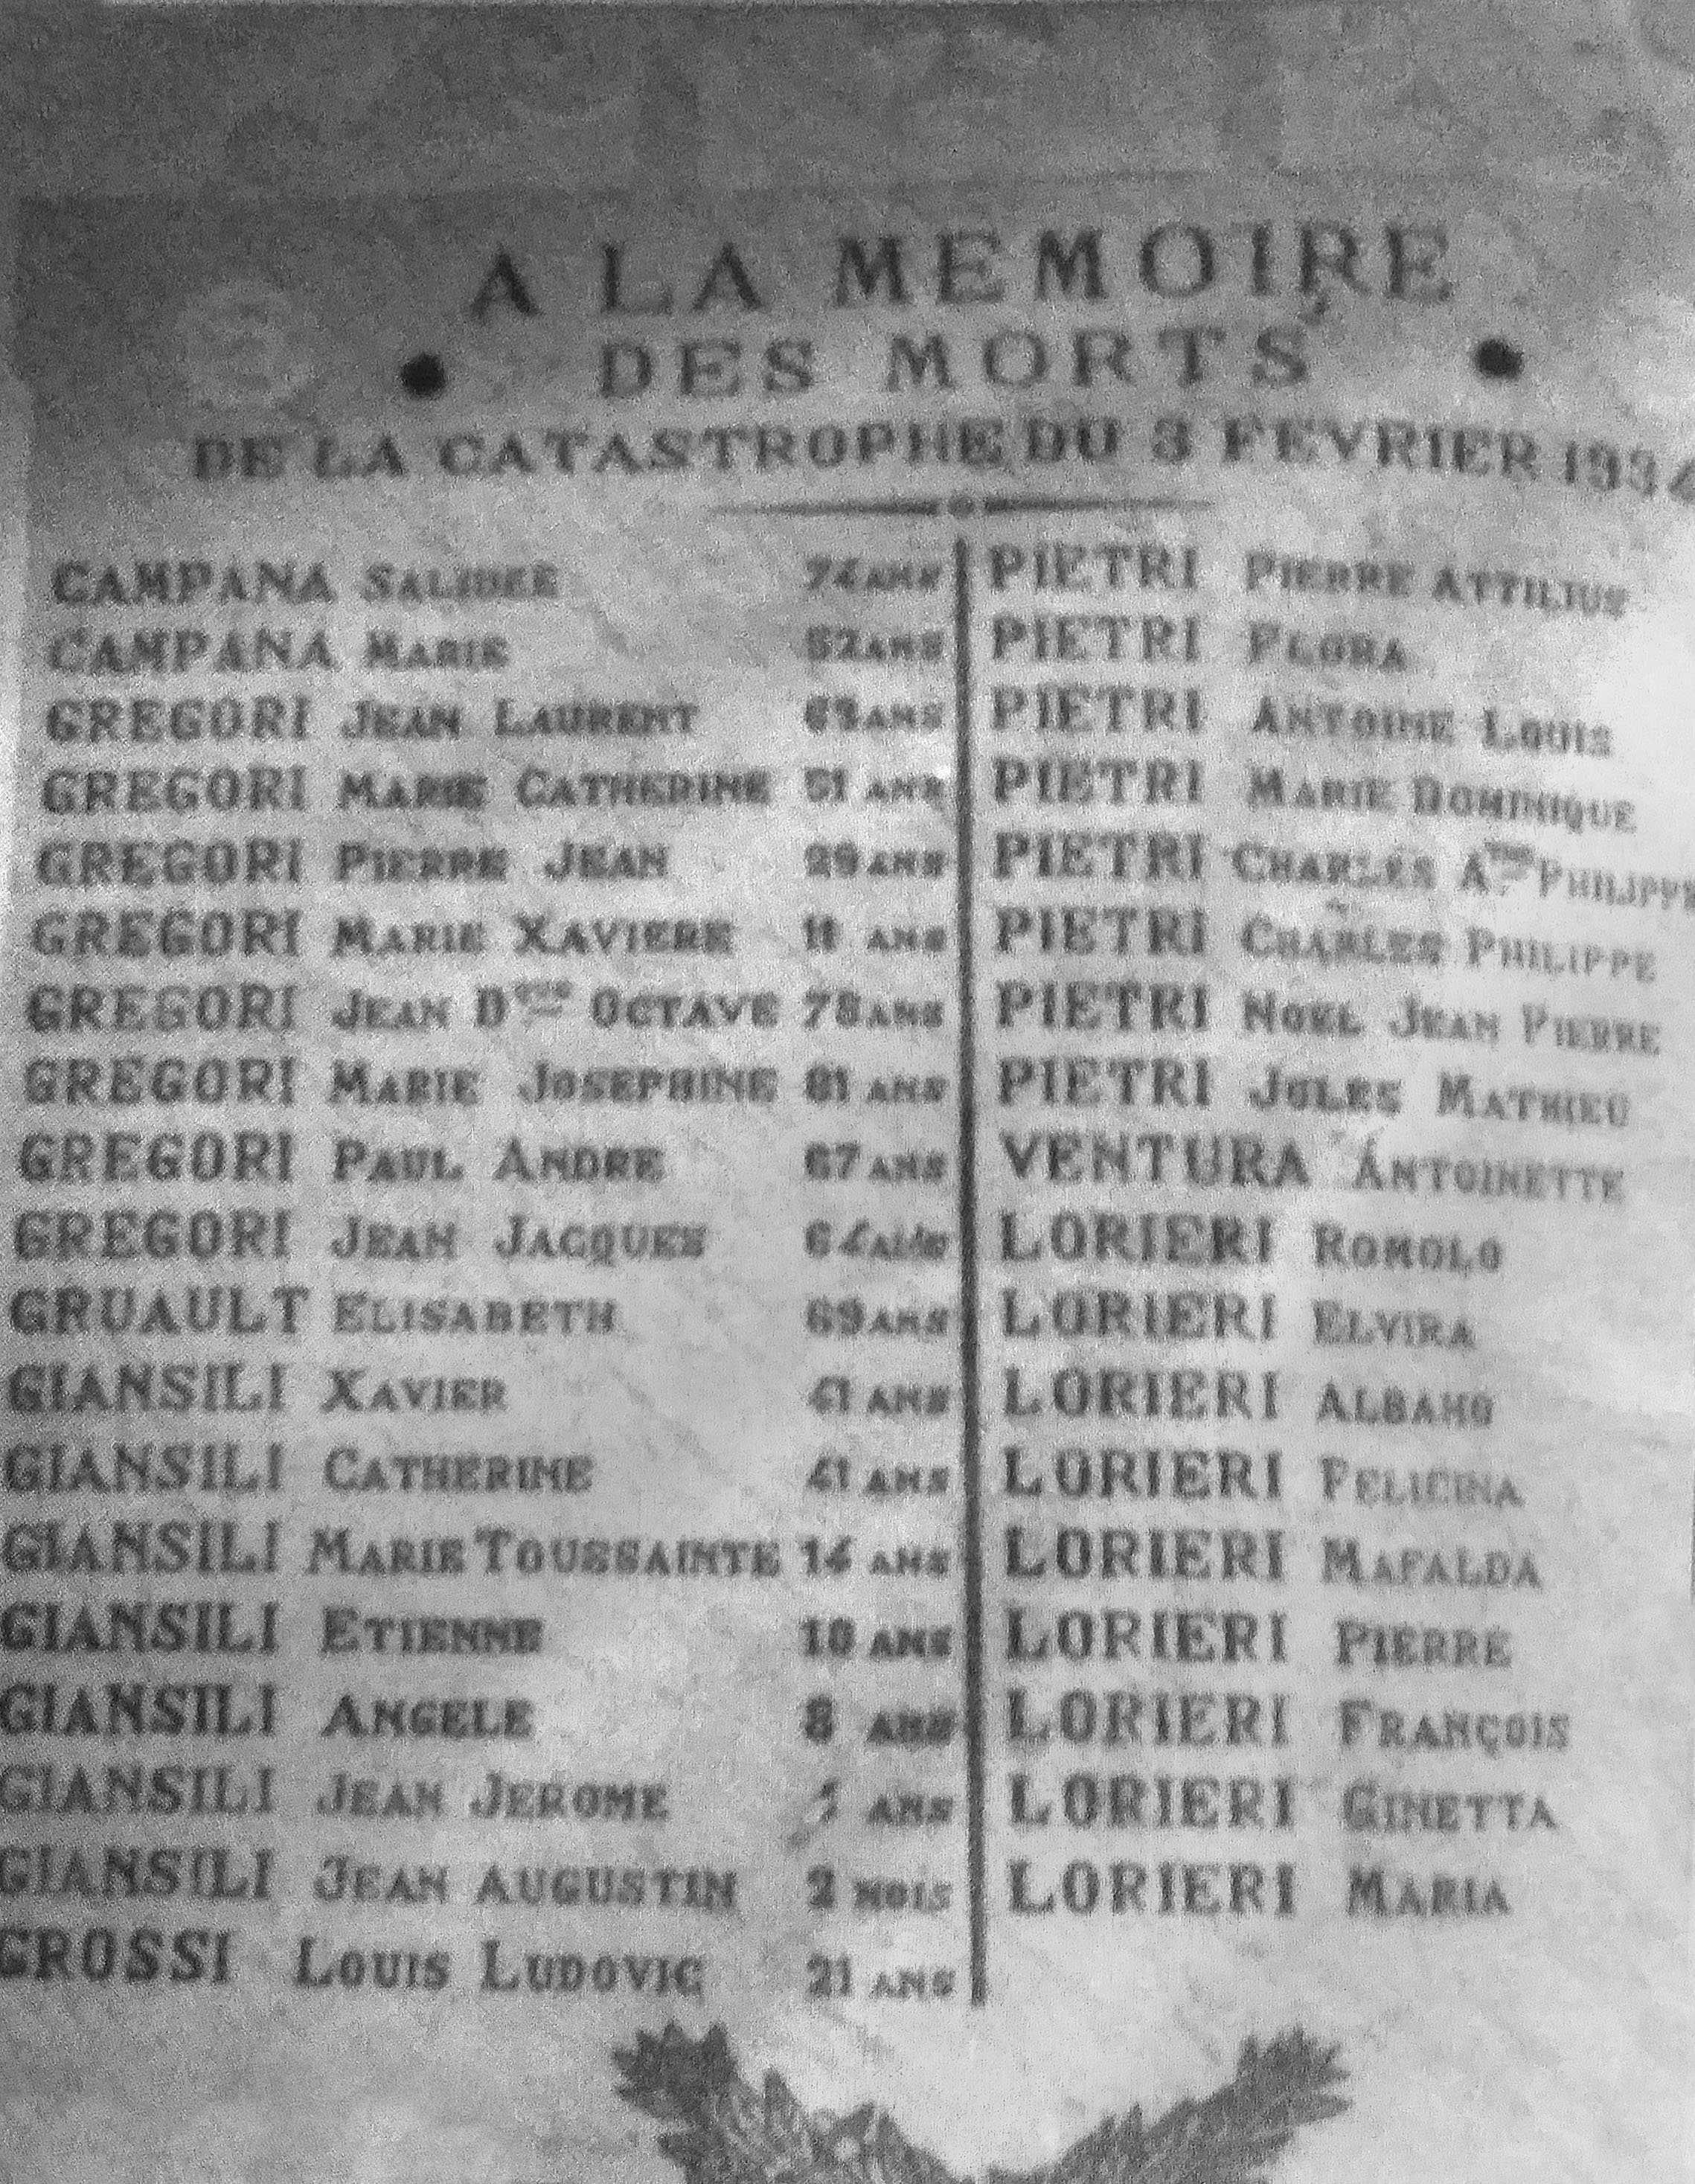 A LA MEMOIRE
DES MORTS
DE LA CATASTROPHE DU 3 FEVRIER 1934
CAMPANA 74 ANS
CAMPANA MARIE 52 ANS
GREGORI JEAN LAURENT 69 ANS
GREGORI MARIE CATHERINE 51 ANS
GREGORI PIERRE JEAN 29 ANS
GREGORI MARIE XAVIERE ANS
GREGORI JEAN OCTAVE 78 ANS
GREGORI MARIE JOSEPHINE ANS
GREGORI PAUL ANDRE 67 ANS
GREGORI JEAN JACQUES 64 ANS
GRUAULT ELISABETH 69 ANS
GIANSILI XAVIER 41 ANS
GIANSILI CATHERINE 41 ANS
GIANSILI MARIE TOUSSAINTE 14 ANS
GIANSILI ETIENNE 10 ANS
GIANSILI ANGELE 8 ANS
GIANSILI JEAN JEROME ANS
GIANSILI JEAN AUGUSTIN 2 MOIS
GROSSI LOUIS LUDOVIC 21 ANS
PIETRI PIERRE ATTILIUS
PIETRI FLORA
PIETRI ANTOINE LOUIS
PIETRI MARIE DOMINIQUE
PIETRI CHARLES PHILIPPE
PIETRI CHARLES PHILIPPE
PIETRI NOEL JEAN PIERRE
PIETRI JULES MATHIEU
VENTURA ANTOINETTE
LORIERI ROMOLO
LORIERI ELVIRA
LORIERI ALBANO
LORIERI FELICINA
LORIERI MAFALDA
LORIERI PIERRE
LORIERI FRANÇOIS
LORIERI GINETTA
LORIERI MARIA